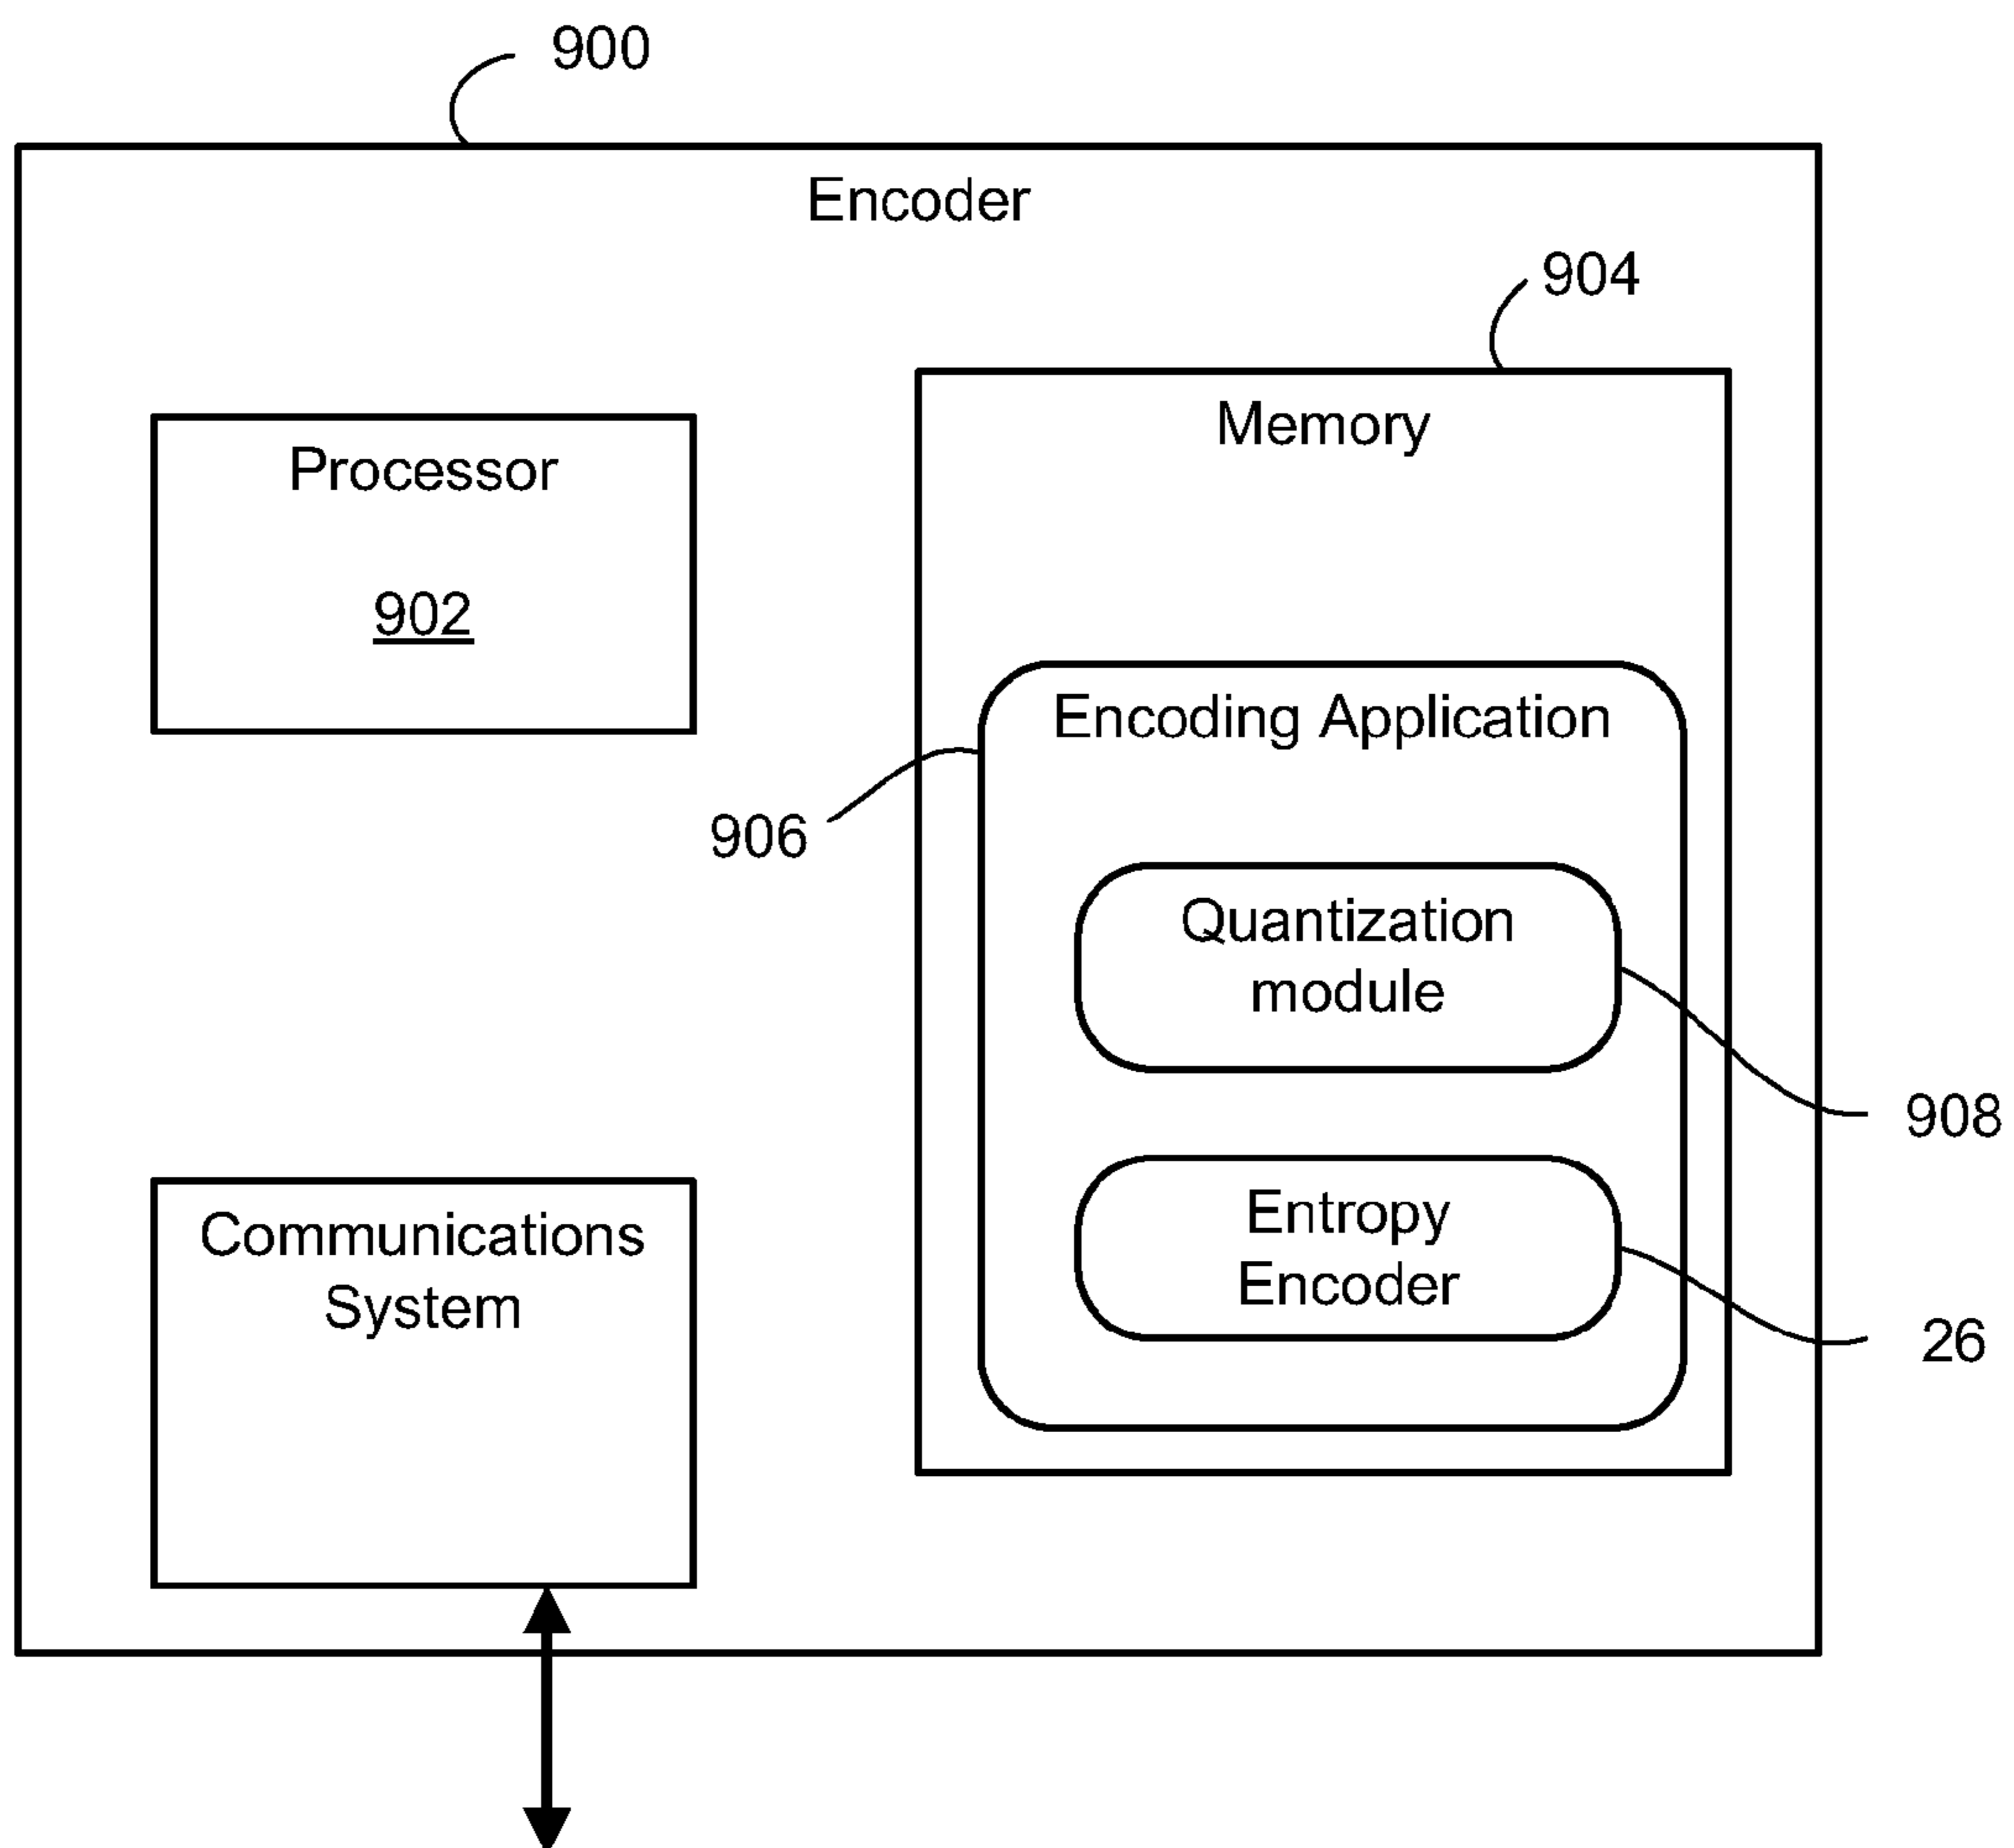 900
Encoder
904
Memory
Processor
902
Encoding Application
906
Quantization
module
908
Entropy
Encoder
26
Communications
System